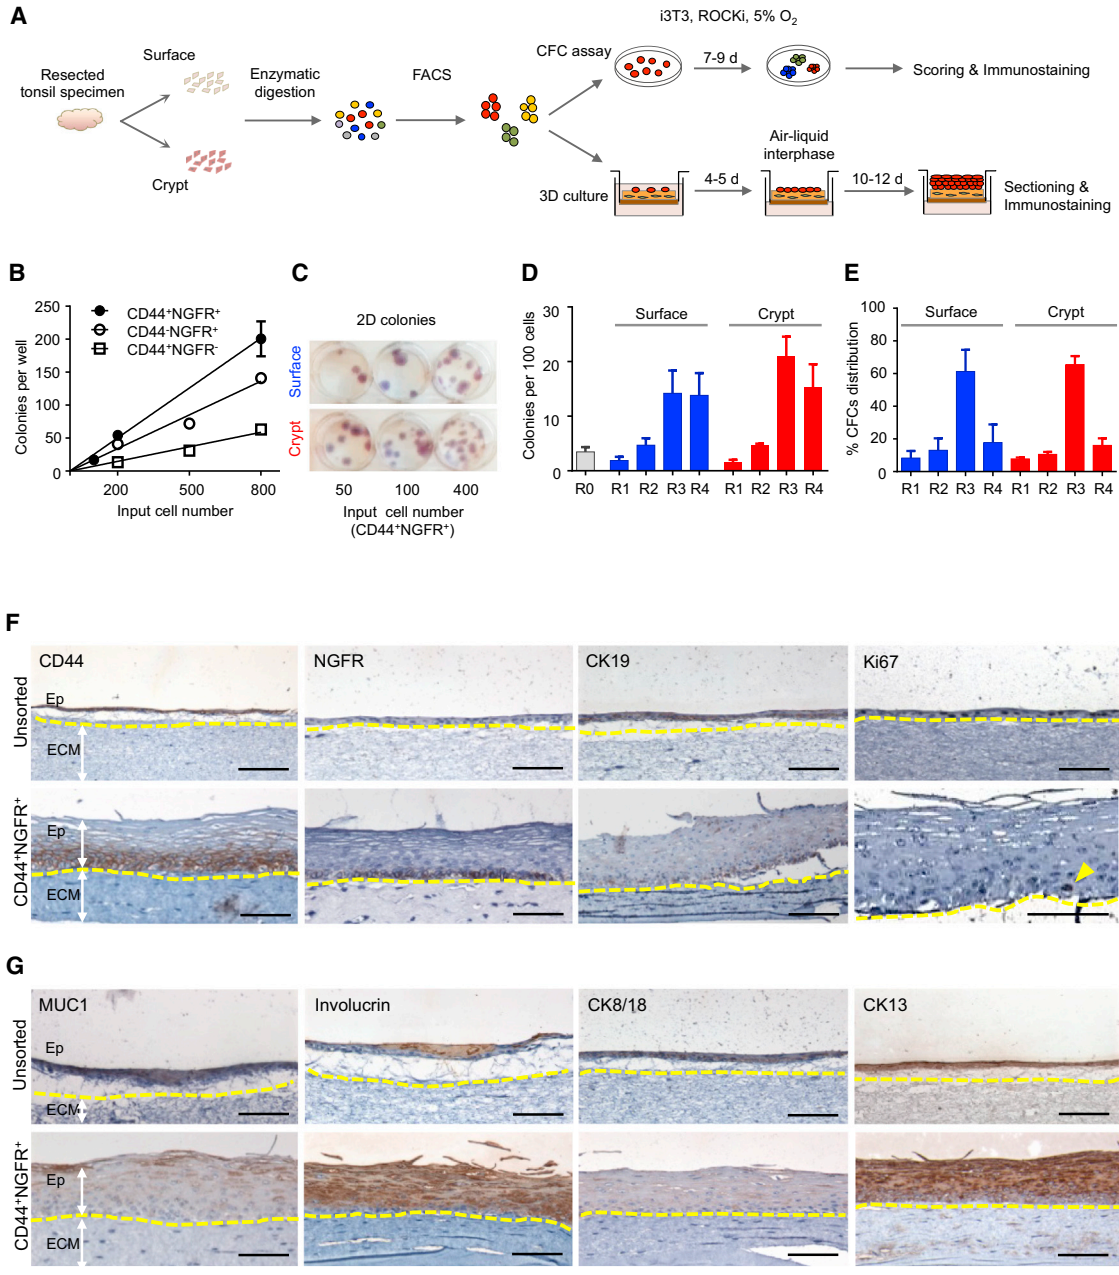 A
i3T3, ROCKi, 5% O₂
Surface
CFC assay
7-9 d
Resected
tonsil specimen
Enzymatic
digestion
FACS
Scoring & Immunostaining
Crypt
Air-liquid
interphase
3D culture
4-5 d
10-12 d
Sectioning &
Immunostaining
B
Colonies per well
250
200
150
100
50
0
CD44⁺NGFR⁺
CD44⁻NGFR⁺
CD44⁺NGFR⁻
200
500
800
Input cell number
C
2D colonies
Surface
Crypt
50
100
400
Input cell number
(CD44⁺NGFR⁺)
D
Colonies per 100 cells
30
20
10
0
Surface
Crypt
R0
R1
R2
R3
R4
R1
R2
R3
R4
E
% CFCs distribution
100
80
60
40
20
0
Surface
Crypt
R1
R2
R3
R4
R1
R2
R3
R4
F
Unsorted
CD44
Ep
ECM
NGFR
CK19
Ki67
CD44⁺NGFR⁺
Ep
ECM
G
Unsorted
MUC1
Ep
ECM
Involucrin
CK8/18
CK13
CD44⁺NGFR⁺
Ep
ECM